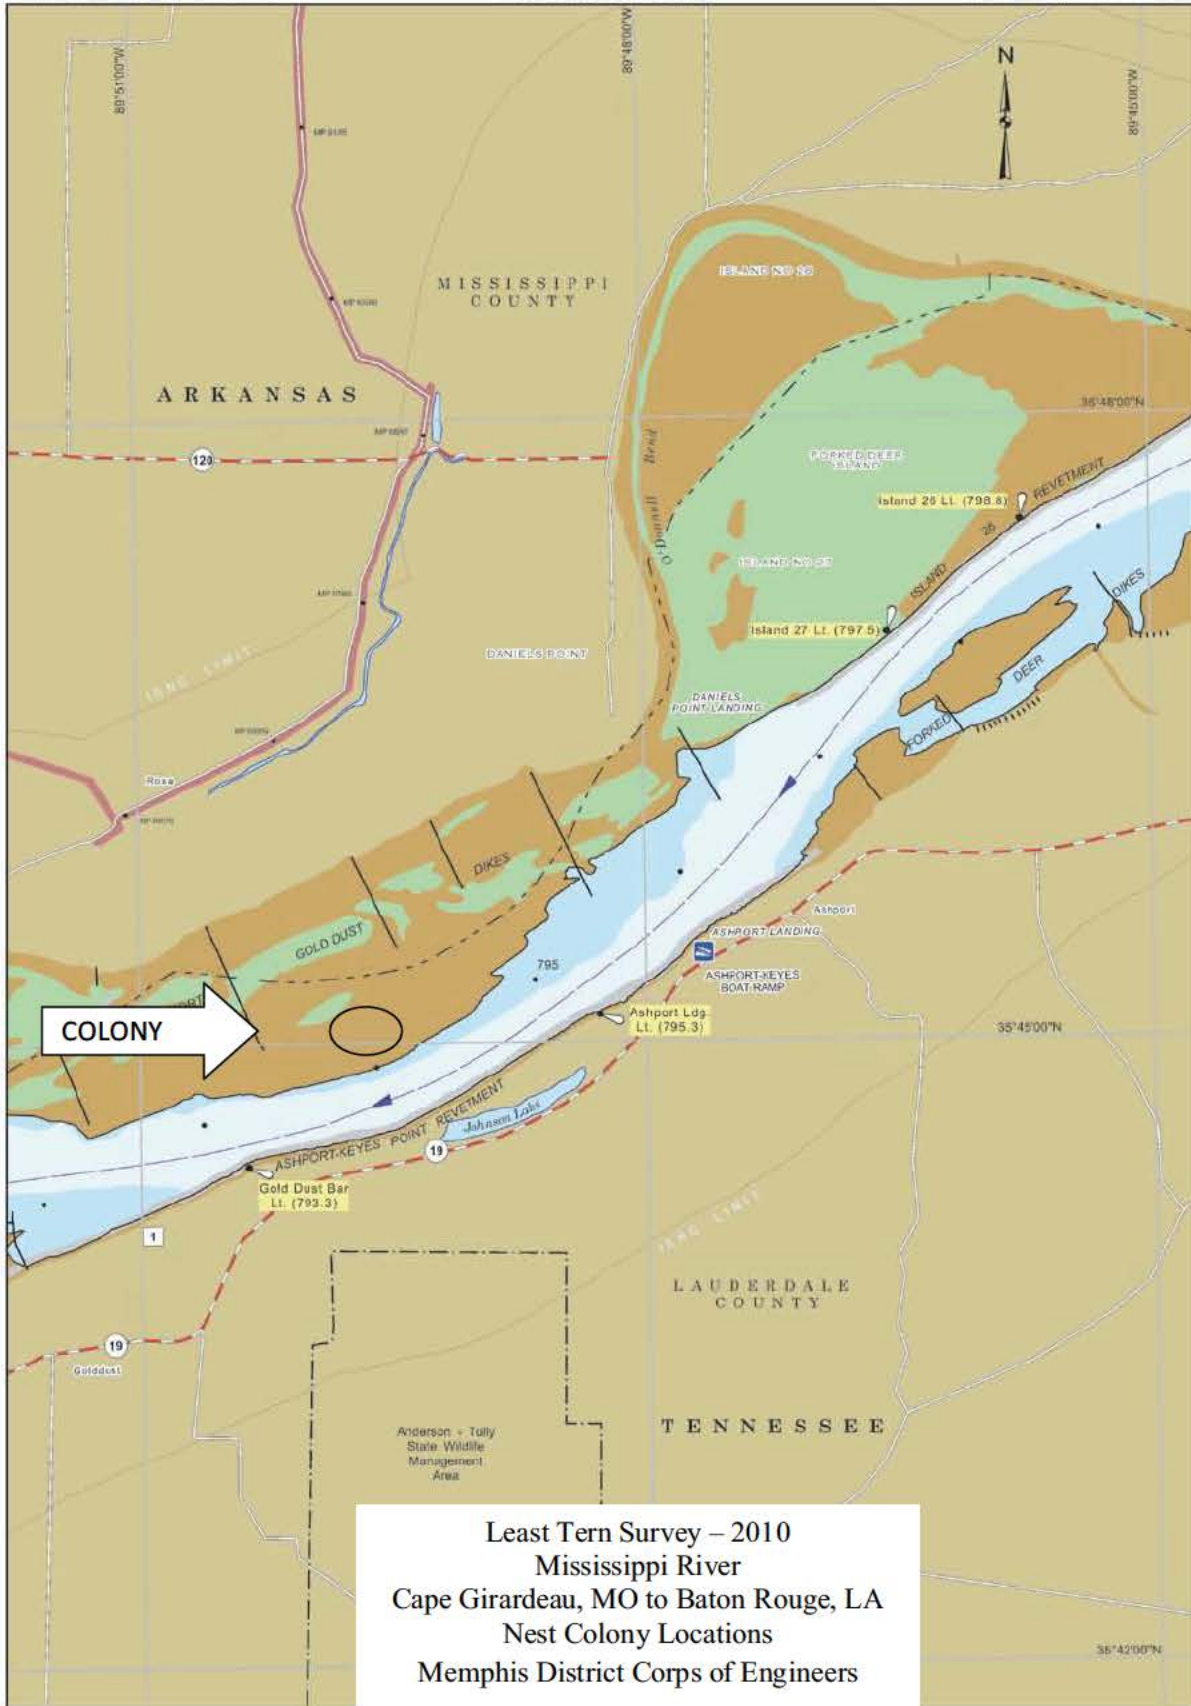 89°51'00"W
89°48'00"W
89°45'00"W
N
MISSISSIPPI
COUNTY
ISLAND NO 26
ARKANSAS
35°48'00"N
120
O'Donnell Bend
FORKED DEER
ISLAND
Island 26 Lt. (798.8)
ISLAND 26 REVETMENT
ISLAND NO 27
Island 27 Lt. (797.5)
DANIELS POINT
DANIELS
POINT LANDING
FORKED DEER DIKES
Rosa
GOLD DUST
DIKES
795
Ashport
ASHPORT LANDING
ASHPORT-KEYES
BOAT RAMP
Ashport Ldg.
Lt. (795.3)
35°45'00"N
COLONY
ASHPORT-KEYES POINT REVETMENT
Johnson Lake
19
Gold Dust Bar
Lt. (793.3)
1
LAUDERDALE
COUNTY
19
Golddust
TENNESSEE
Anderson - Tully
State Wildlife
Management
Area
Least Tern Survey – 2010
Mississippi River
Cape Girardeau, MO to Baton Rouge, LA
Nest Colony Locations
Memphis District Corps of Engineers
35°42'00"N